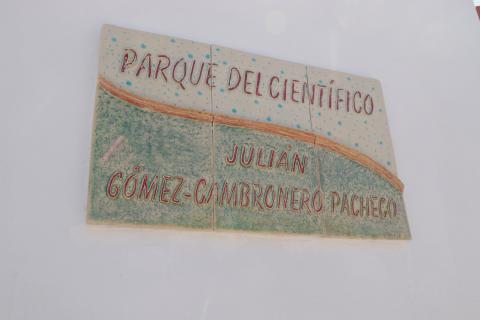 PARQUE DEL CIENTÍFICO
JULIÁN
GÓMEZ-CAMBRONERO PACHECO